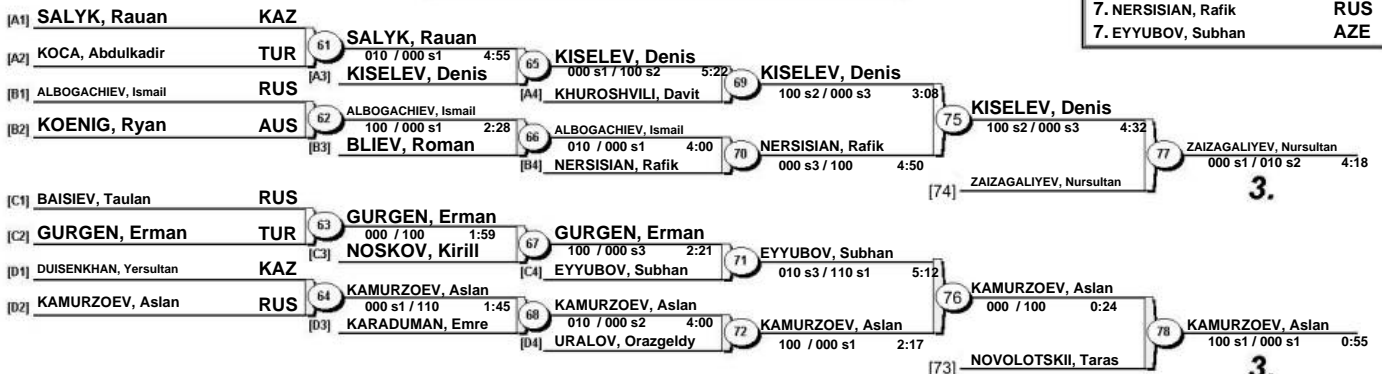 7. NERSISIAN, Rafik RUS
7. EYYUBOV, Subhan AZE
[A1] SALYK, Rauan KAZ
[A2] KOCA, Abdulkadir TUR
61 SALYK, Rauan
010 / 000 s1 4:55
[A3] KISELEV, Denis
65 KISELEV, Denis
000 s1 / 100 s2 5:22
[A4] KHUROSHVILI, Davit
69 KISELEV, Denis
100 s2 / 000 s3 3:08
[B1] ALBOGACHIEV, Ismail RUS
[B2] KOENIG, Ryan AUS
62 ALBOGACHIEV, Ismail
100 / 000 s1 2:28
[B3] BLIEV, Roman
66 ALBOGACHIEV, Ismail
010 / 000 s1 4:00
[B4] NERSISIAN, Rafik
70 NERSISIAN, Rafik
000 s3 / 100 4:50
75 KISELEV, Denis
100 s2 / 000 s3 4:32
[74] ZAIZAGALIYEV, Nursultan
77 ZAIZAGALIYEV, Nursultan
000 s1 / 010 s2 4:18
3.
[C1] BAISIEV, Taulan RUS
[C2] GURGEN, Erman TUR
63 GURGEN, Erman
000 / 100 1:59
[C3] NOSKOV, Kirill
67 GURGEN, Erman
100 / 000 s3 2:21
[C4] EYYUBOV, Subhan
71 EYYUBOV, Subhan
010 s3 / 110 s1 5:12
[D1] DUISENKHAN, Yersultan KAZ
[D2] KAMURZOEV, Aslan RUS
64 KAMURZOEV, Aslan
000 s1 / 110 1:45
[D3] KARADUMAN, Emre
68 KAMURZOEV, Aslan
010 / 000 s2 4:00
[D4] URALOV, Orazgeldy
72 KAMURZOEV, Aslan
100 / 000 s1 2:17
76 KAMURZOEV, Aslan
000 / 100 0:24
[73] NOVOLOTSKII, Taras
78 KAMURZOEV, Aslan
100 s1 / 000 s1 0:55
3.